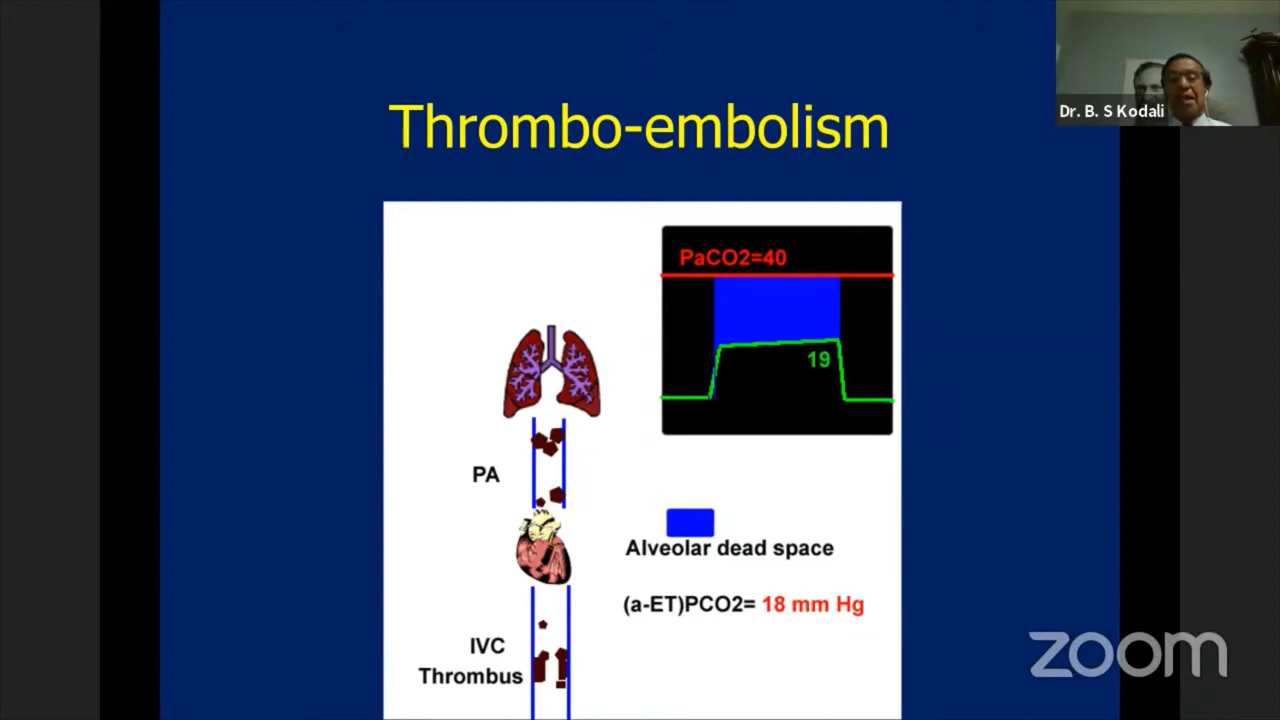 Dr. B. S Kodali
Thrombo-embolism
PaCO2=40
19
PA
Alveolar dead space
(a-ET)PCO2= 18 mm Hg
IVC
Thrombus
zoom